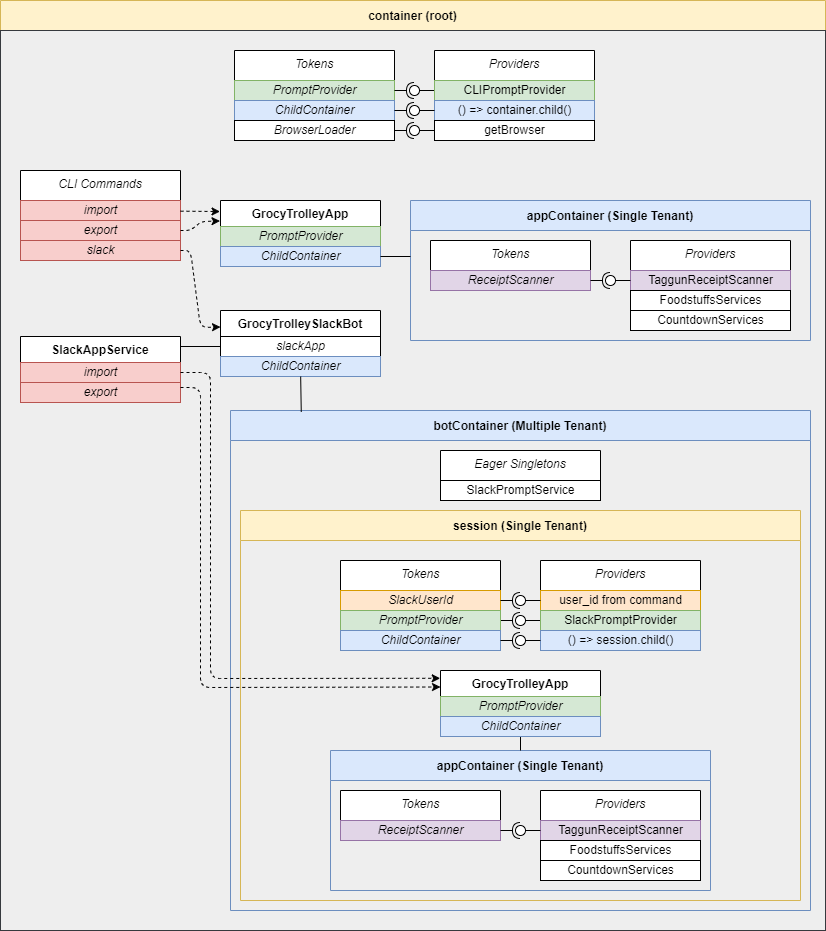 container (root)
Tokens
Providers
PromptProvider
CLIPromptProvider
ChildContainer
() => container.child()
BrowserLoader
getBrowser
CLI Commands
import
export
slack
GrocyTrolleyApp
PromptProvider
ChildContainer
appContainer (Single Tenant)
Tokens
Providers
ReceiptScanner
TaggunReceiptScanner
FoodstuffsServices
CountdownServices
GrocyTrolleySlackBot
slackApp
ChildContainer
SlackAppService
import
export
botContainer (Multiple Tenant)
Eager Singletons
SlackPromptService
session (Single Tenant)
Tokens
Providers
SlackUserId
user_id from command
PromptProvider
SlackPromptProvider
ChildContainer
() => session.child()
GrocyTrolleyApp
PromptProvider
ChildContainer
appContainer (Single Tenant)
Tokens
Providers
ReceiptScanner
TaggunReceiptScanner
FoodstuffsServices
CountdownServices